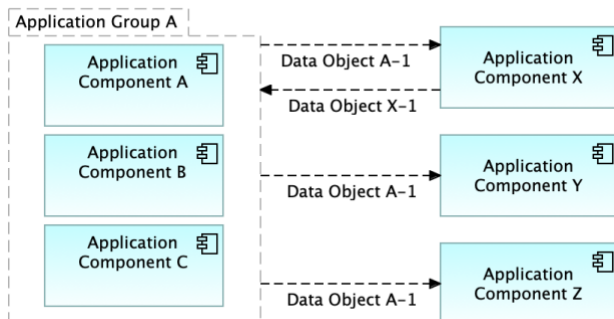 Application Group A
Application
Component A
Application
Component B
Application
Component C
Data Object A-1
Data Object X-1
Data Object A-1
Data Object A-1
Application
Component X
Application
Component Y
Application
Component Z